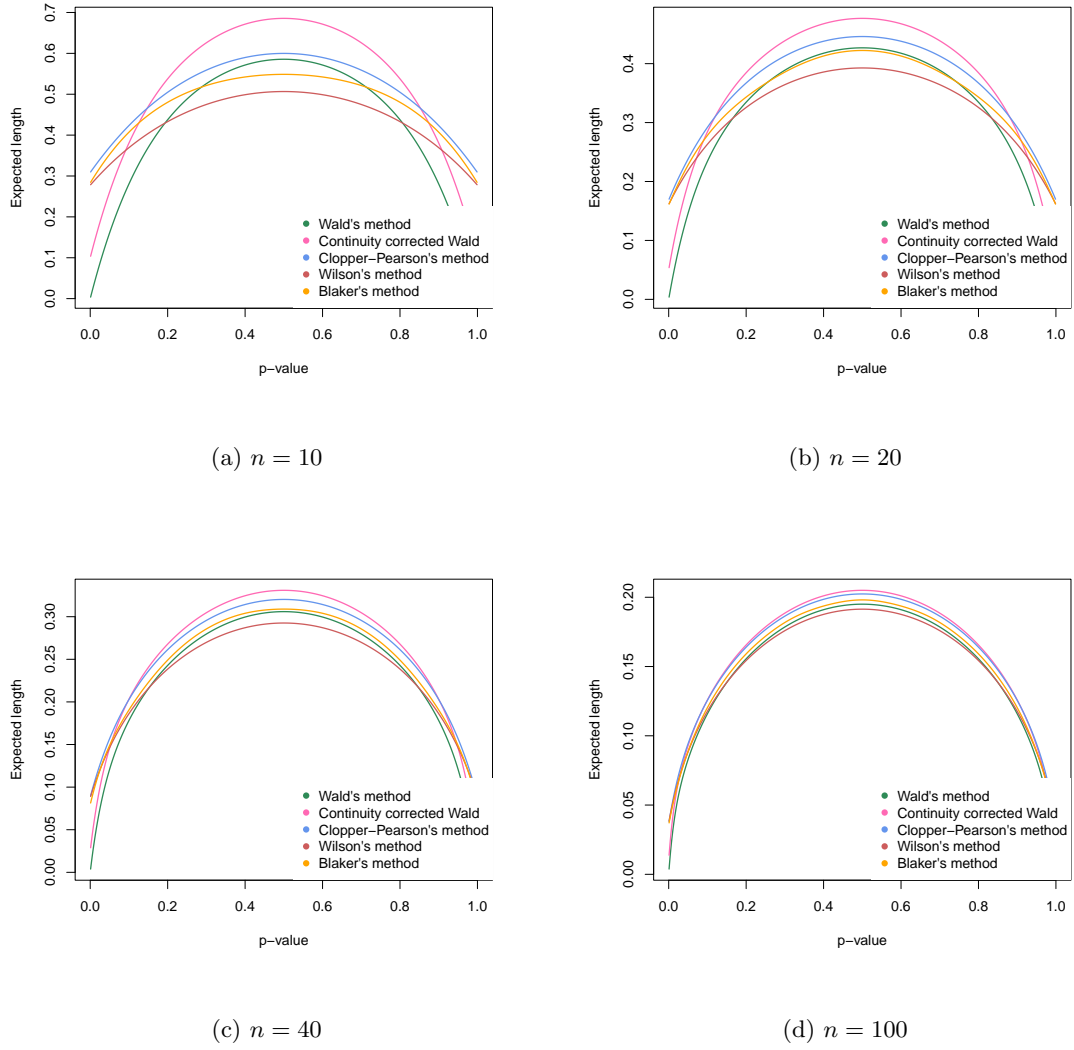 Expected length
0.7
0.6
0.5
0.4
0.3
0.2
0.1
0.0
Wald's method
Continuity corrected Wald
Clopper−Pearson's method
Wilson's method
Blaker's method
0.0 0.2 0.4 0.6 0.8 1.0
p−value
(a) n = 10
Expected length
0.4
0.3
0.2
0.1
0.0
Wald's method
Continuity corrected Wald
Clopper−Pearson's method
Wilson's method
Blaker's method
0.0 0.2 0.4 0.6 0.8 1.0
p−value
(b) n = 20
Expected length
0.30
0.25
0.20
0.15
0.10
0.05
0.00
Wald's method
Continuity corrected Wald
Clopper−Pearson's method
Wilson's method
Blaker's method
0.0 0.2 0.4 0.6 0.8 1.0
p−value
(c) n = 40
Expected length
0.20
0.15
0.10
0.05
0.00
Wald's method
Continuity corrected Wald
Clopper−Pearson's method
Wilson's method
Blaker's method
0.0 0.2 0.4 0.6 0.8 1.0
p−value
(d) n = 100